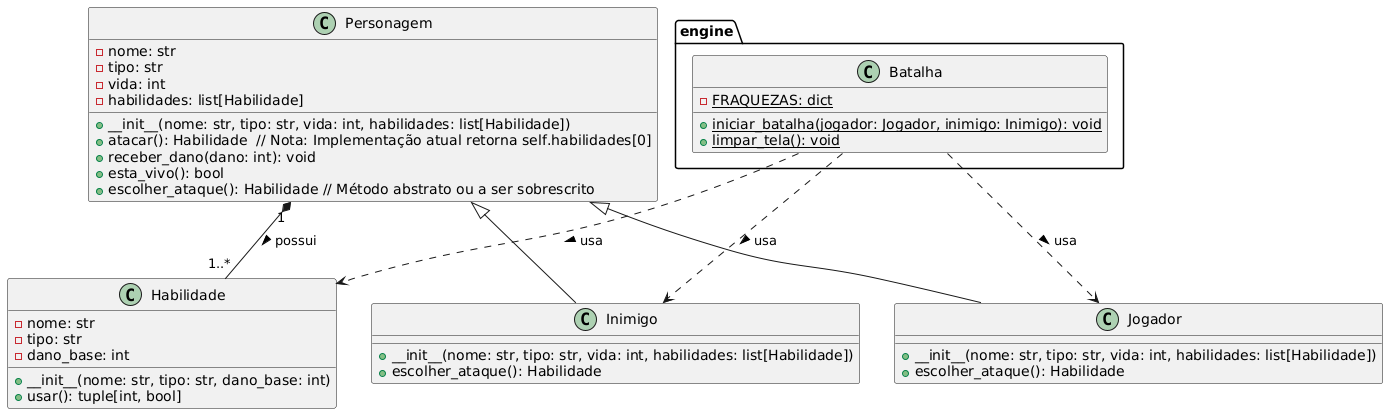 Personagem
nome: str
tipo: str
vida: int
habilidades: list[Habilidade]
__init__(nome: str, tipo: str, vida: int, habilidades: list[Habilidade])
atacar(): Habilidade  // Nota: Implementação atual retorna self.habilidades[0]
receber_dano(dano: int): void
esta_vivo(): bool
escolher_ataque(): Habilidade // Método abstrato ou a ser sobrescrito
engine
Batalha
FRAQUEZAS: dict
iniciar_batalha(jogador: Jogador, inimigo: Inimigo): void
limpar_tela(): void
1
possui
1..*
usa
usa
usa
Habilidade
nome: str
tipo: str
dano_base: int
__init__(nome: str, tipo: str, dano_base: int)
usar(): tuple[int, bool]
Inimigo
__init__(nome: str, tipo: str, vida: int, habilidades: list[Habilidade])
escolher_ataque(): Habilidade
Jogador
__init__(nome: str, tipo: str, vida: int, habilidades: list[Habilidade])
escolher_ataque(): Habilidade